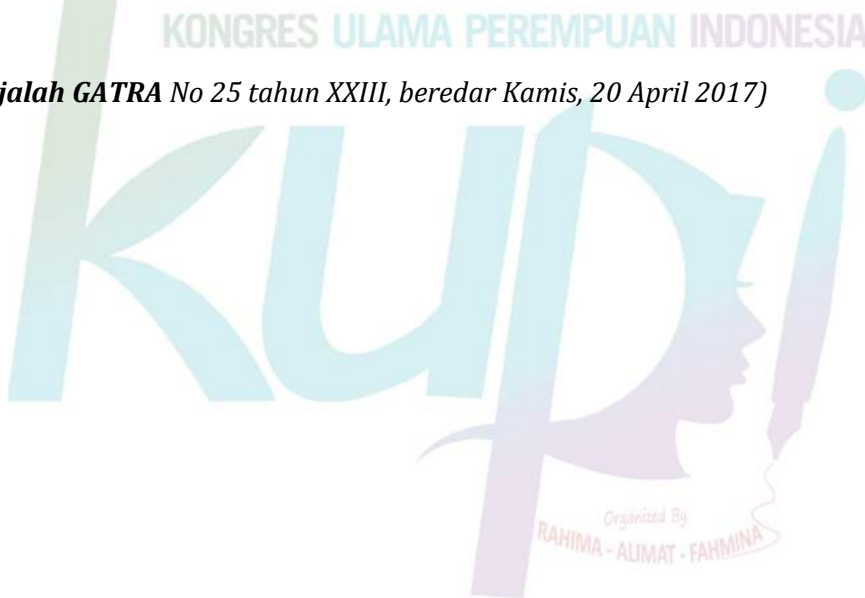 KONGRES ULAMA PEREMPUAN INDONESIA
jalah GATRA No 25 tahun XXIII, beredar Kamis, 20 April 2017)
kupi
Organized By
RAHIMA - ALIMAT - FAHMINA